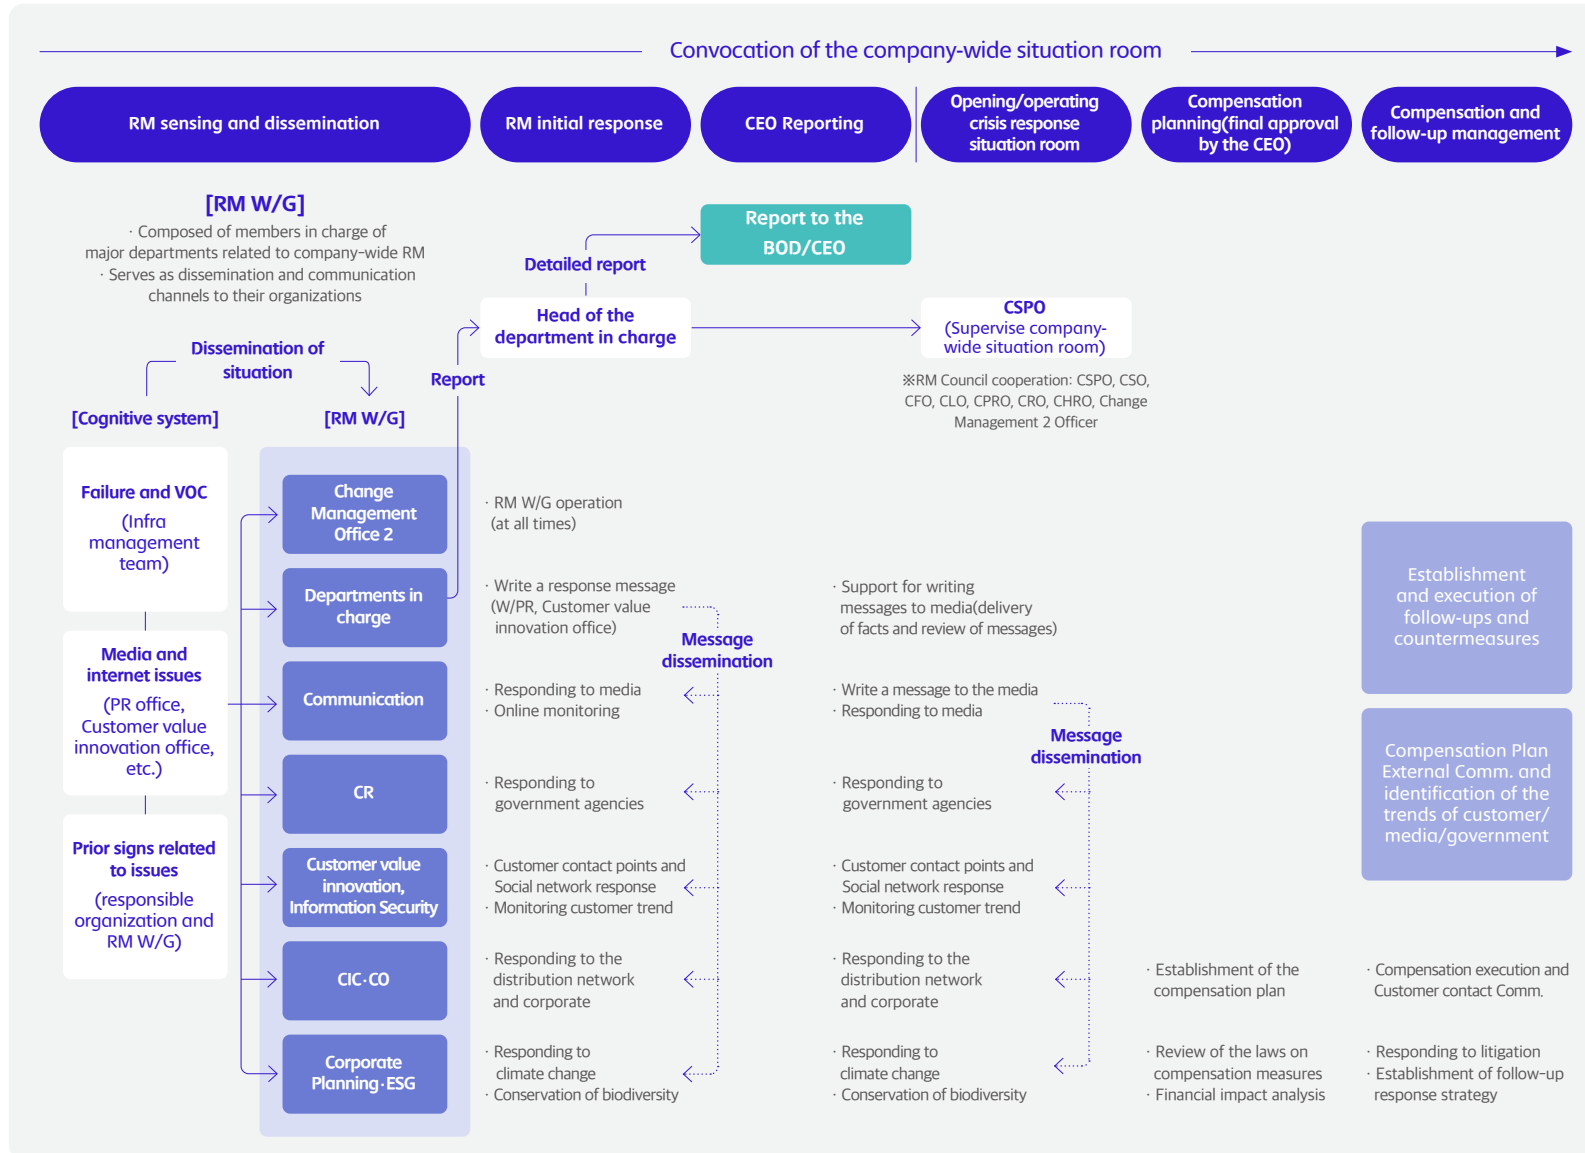 Convocation of the company-wide situation room
RM sensing and dissemination
RM initial response
CEO Reporting
Opening/operating
crisis response
situation room
Compensation
planning(final approval
by the CEO)
Compensation and
follow-up management
[RM W/G]
· Composed of members in charge of
major departments related to company-wide RM
· Serves as dissemination and communication
channels to their organizations
Report to the
BOD/CEO
Detailed report
Head of the
department in charge
CSPO
(Supervise company-
wide situation room)
※RM Council cooperation: CSPO, CSO,
CFO, CLO, CPRO, CRO, CHRO, Change
Management 2 Officer
Dissemination of
situation
Report
[Cognitive system]
[RM W/G]
Failure and VOC
(Infra
management
team)
Media and
internet issues
(PR office,
Customer value
innovation office,
etc.)
Prior signs related
to issues
(responsible
organization and
RM W/G)
Change
Management
Office 2
· RM W/G operation
(at all times)
Departments in
charge
· Write a response message
(W/PR, Customer value
innovation office)
Message
dissemination
· Support for writing
messages to media(delivery
of facts and review of messages)
Communication
· Responding to media
· Online monitoring
· Write a message to the media
· Responding to media
Message
dissemination
CR
· Responding to
government agencies
· Responding to
government agencies
Customer value
innovation,
Information Security
· Customer contact points and
Social network response
· Monitoring customer trend
· Customer contact points and
Social network response
· Monitoring customer trend
CIC·CO
· Responding to the
distribution network
and corporate
· Responding to the
distribution network
and corporate
· Establishment of the
compensation plan
· Compensation execution and
Customer contact Comm.
Corporate
Planning·ESG
· Responding to
climate change
· Conservation of biodiversity
· Responding to
climate change
· Conservation of biodiversity
· Review of the laws on
compensation measures
· Financial impact analysis
· Responding to litigation
· Establishment of follow-up
response strategy
Establishment
and execution of
follow-ups and
countermeasures
Compensation Plan
External Comm. and
identification of the
trends of customer/
media/government